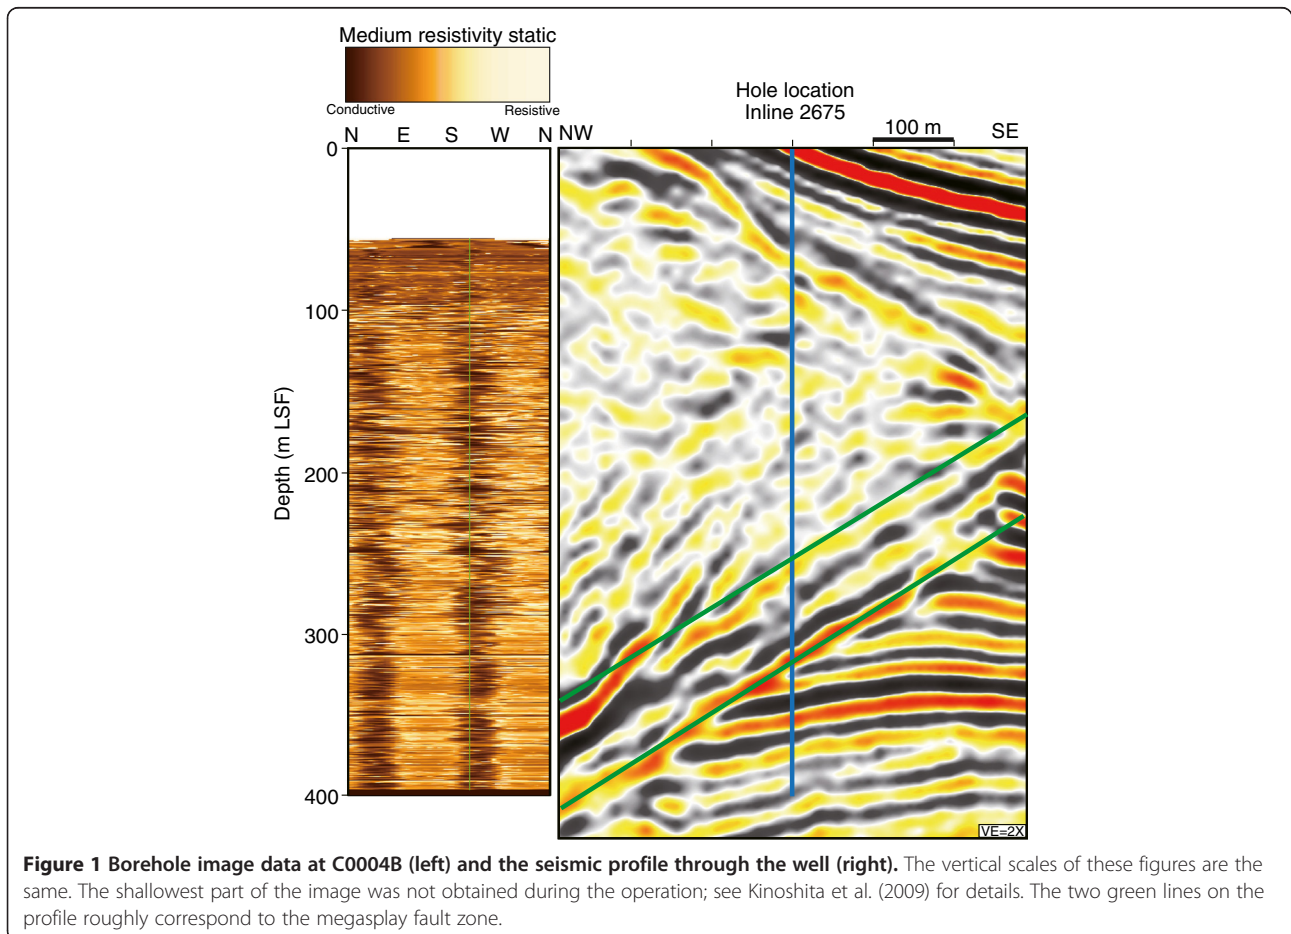 Medium resistivity static
Conductive Resistive
Hole location
Inline 2675
N E S W N NW 100 m SE
0
100
200
300
400
Depth (m LSF)
VE=2X
Figure 1 Borehole image data at C0004B (left) and the seismic profile through the well (right). The vertical scales of these figures are the
same. The shallowest part of the image was not obtained during the operation; see Kinoshita et al. (2009) for details. The two green lines on the
profile roughly correspond to the megasplay fault zone.